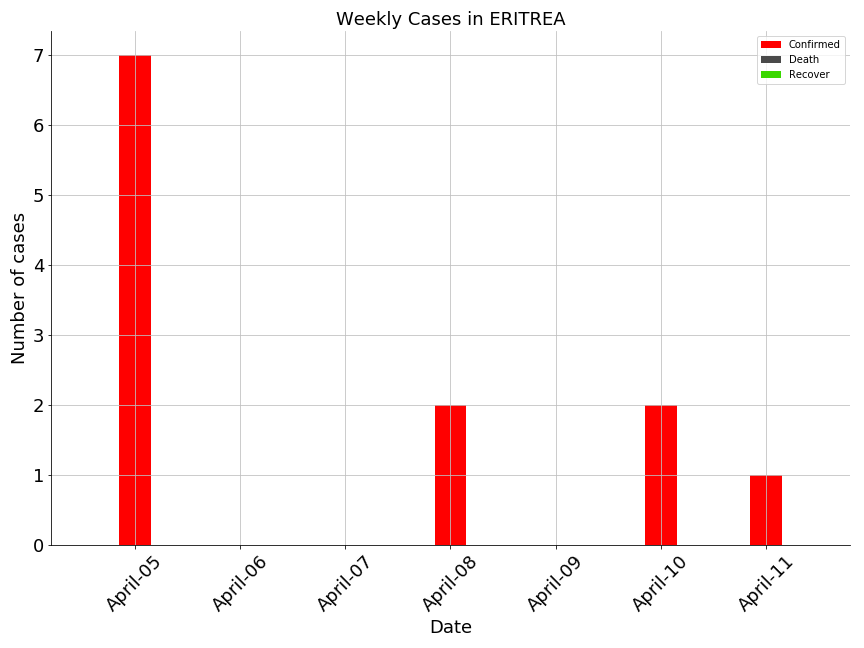 Weekly Cases in ERITREA
Confirmed
Death
Recover
Number of cases
7
6
5
4
3
2
1
0
April-05
April-06
April-07
April-08
April-09
April-10
April-11
Date